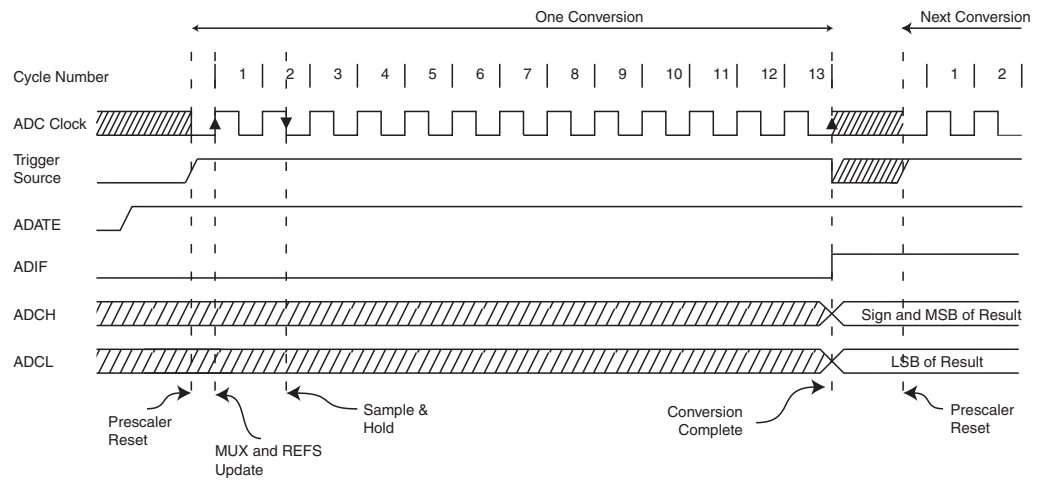 One Conversion
Next Conversion
Cycle Number
1 2 3 4 5 6 7 8 9 10 11 12 13 1 2
ADC Clock
Trigger
Source
ADATE
ADIF
ADCH
Sign and MSB of Result
ADCL
LSB of Result
Prescaler
Reset
MUX and REFS
Update
Sample &
Hold
Conversion
Complete
Prescaler
Reset